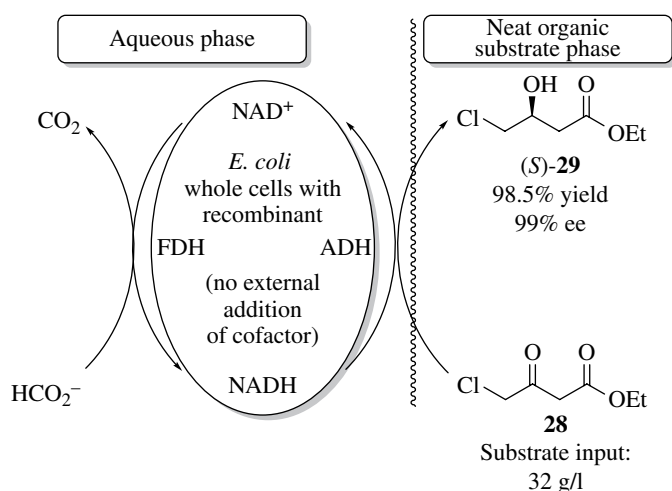 Aqueous phase
Neat organic
substrate phase
CO₂
NAD⁺
E. coli
whole cells with
recombinant
FDH
ADH
(no external
addition
of cofactor)
NADH
HCO₂⁻
OH
O
Cl
OEt
(S)-29
98.5% yield
99% ee
O
O
Cl
OEt
28
Substrate input:
32 g/l